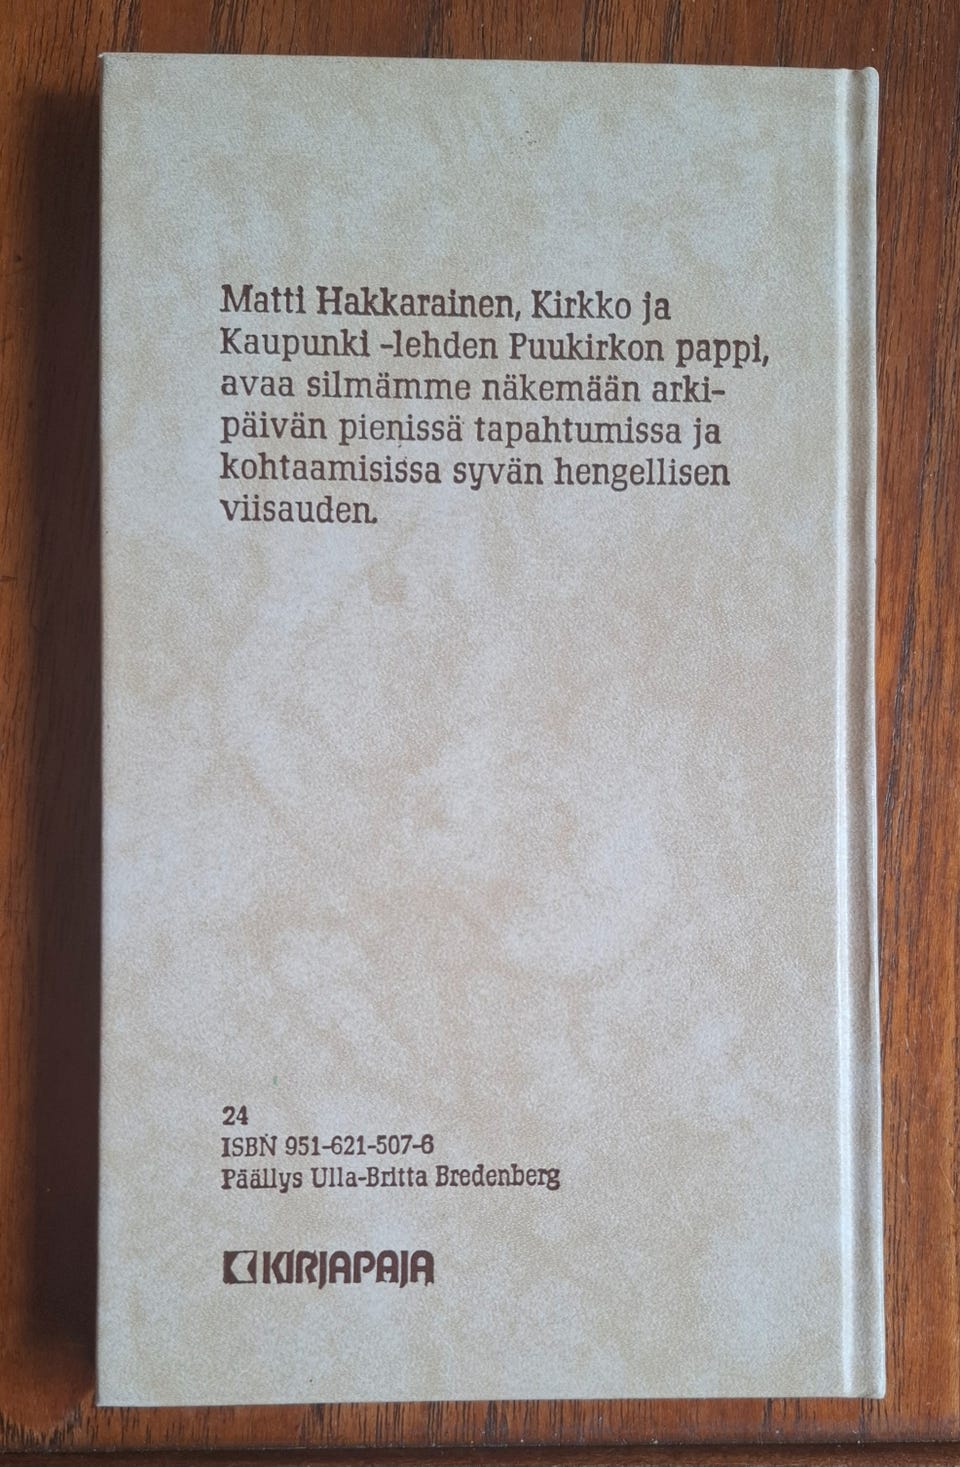 Matti Hakkarainen, Kirkko ja
Kaupunki -lehden Puukirkon pappi,
avaa silmämme näkemään arki-
päivän pienissä tapahtumissa ja
kohtaamisissa syvän hengellisen
viisauden.
24
ISBN 951-621-507-6
Päällys Ulla-Britta Bredenberg
KIRJAPAJA